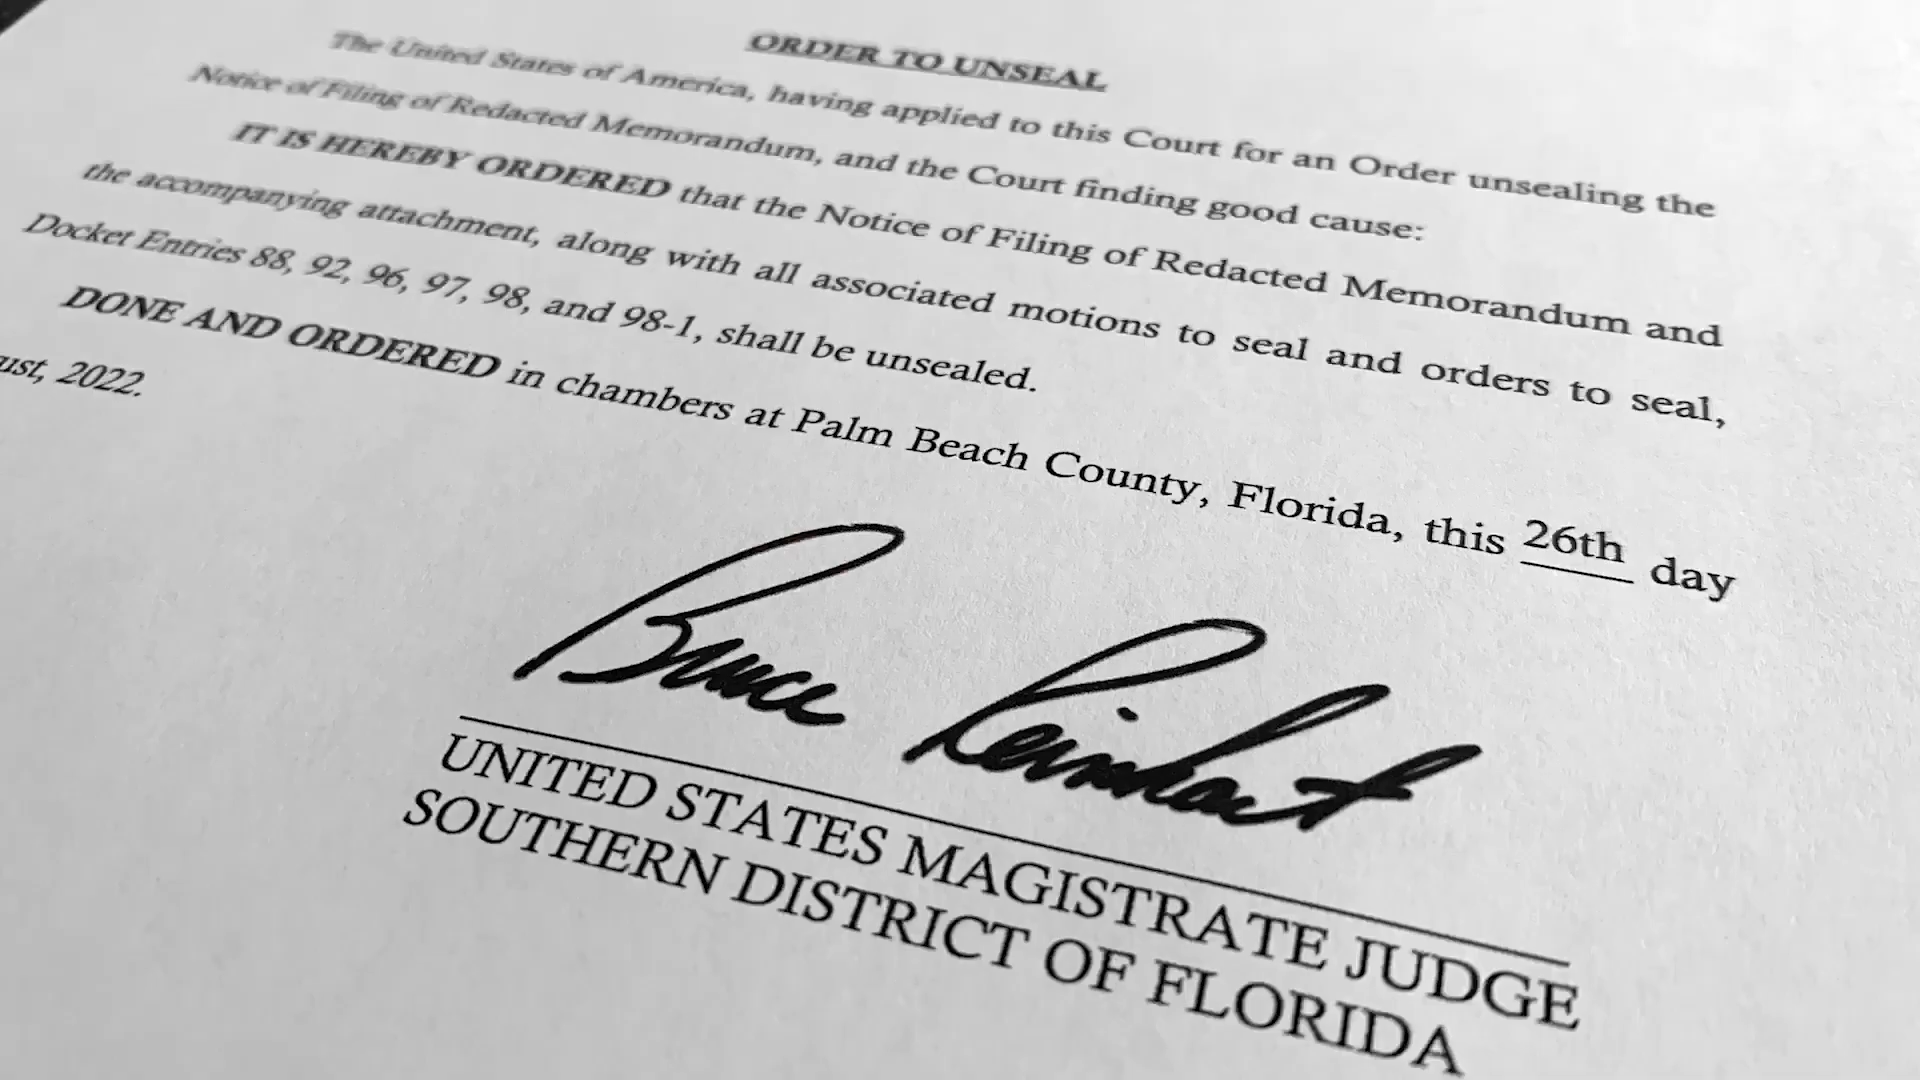 ORDER TO UNSEAL
The United States of America, having applied to this Court for an Order unsealing the
Notice of Filing of Redacted Memorandum, and the Court finding good cause:
IT IS HEREBY ORDERED that the Notice of Filing of Redacted Memorandum and
the accompanying attachment, along with all associated motions to seal and orders to seal,
Docket Entries 88, 92, 96, 97, 98, and 98-1, shall be unsealed.
DONE AND ORDERED in chambers at Palm Beach County, Florida, this 26th day
ust, 2022.
Bruce Reinhart
UNITED STATES MAGISTRATE JUDGE
SOUTHERN DISTRICT OF FLORIDA